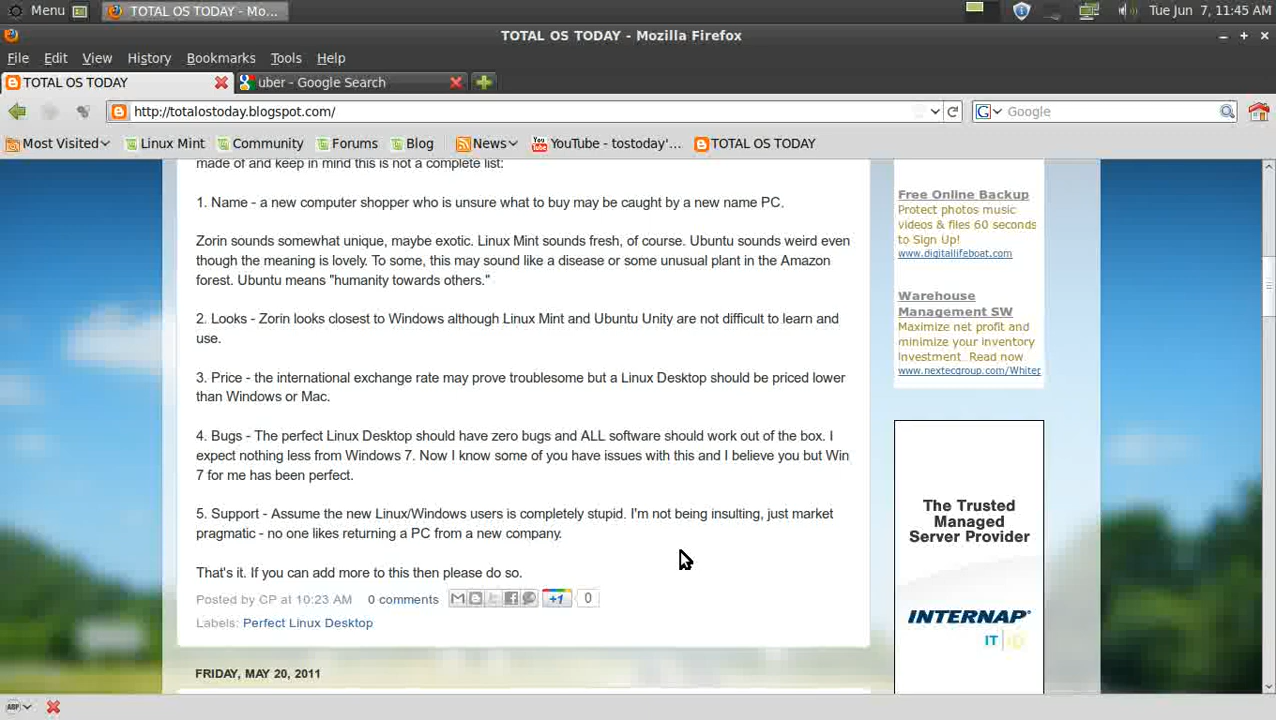 Menu
TOTAL OS TODAY - Mo...
Tue Jun 7, 11:45 AM
TOTAL OS TODAY - Mozilla Firefox
File Edit View History Bookmarks Tools Help
TOTAL OS TODAY
uber - Google Search
http://totalostoday.blogspot.com/
Google
Most Visited Linux Mint Community Forums Blog News YouTube - tostoday'... TOTAL OS TODAY
made of and keep in mind this is not a complete list:
1. Name - a new computer shopper who is unsure what to buy may be caught by a new name PC.
Zorin sounds somewhat unique, maybe exotic. Linux Mint sounds fresh, of course. Ubuntu sounds weird even
though the meaning is lovely. To some, this may sound like a disease or some unusual plant in the Amazon
forest. Ubuntu means "humanity towards others."
2. Looks - Zorin looks closest to Windows although Linux Mint and Ubuntu Unity are not difficult to learn and
use.
3. Price - the international exchange rate may prove troublesome but a Linux Desktop should be priced lower
than Windows or Mac.
4. Bugs - The perfect Linux Desktop should have zero bugs and ALL software should work out of the box. I
expect nothing less from Windows 7. Now I know some of you have issues with this and I believe you but Win
7 for me has been perfect.
5. Support - Assume the new Linux/Windows users is completely stupid. I'm not being insulting, just market
pragmatic - no one likes returning a PC from a new company.
That's it. If you can add more to this then please do so.
Posted by CP at 10:23 AM 0 comments +1 0
Labels: Perfect Linux Desktop
FRIDAY, MAY 20, 2011
Free Online Backup
Protect photos music
videos & files 60 seconds
to Sign Up!
www.digitallifeboat.com
Warehouse
Management SW
Maximize net profit and
minimize your inventory
investment Read now
www.nextecgroup.com/Whitep
The Trusted
Managed
Server Provider
INTERNAP®
IT iQ
ABP